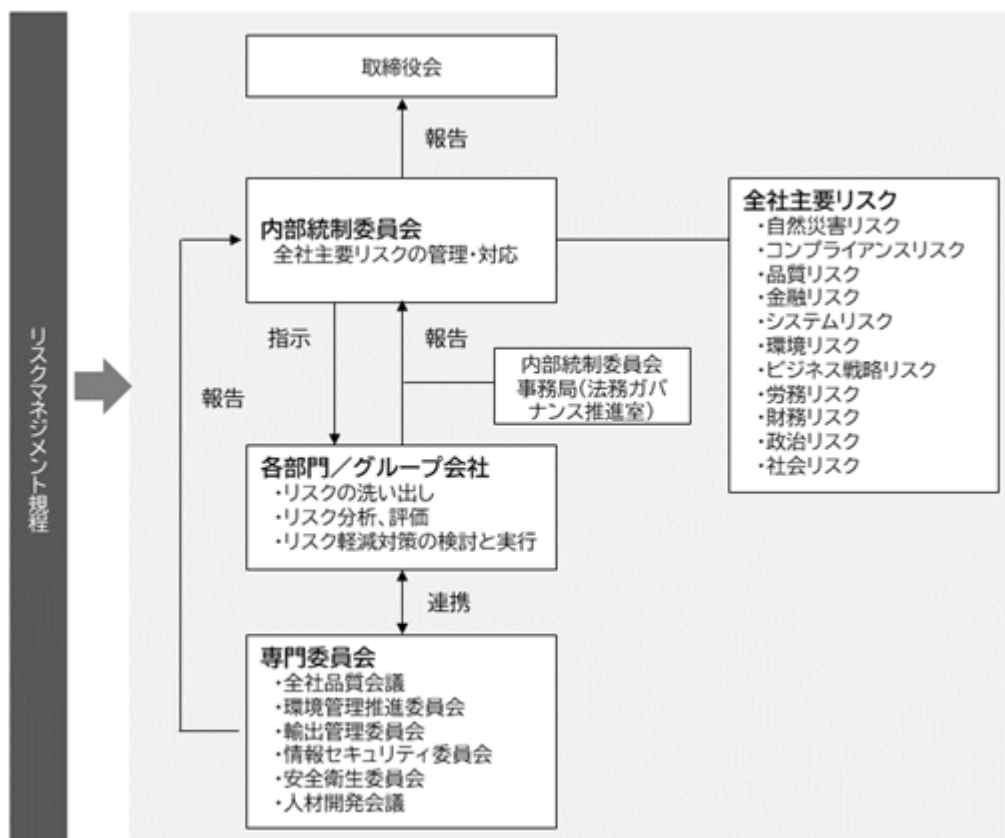 リスクマネジメント規程
取締役会
報告
内部統制委員会
全社主要リスクの管理・対応
全社主要リスク
・自然災害リスク
・コンプライアンスリスク
・品質リスク
・金融リスク
・システムリスク
・環境リスク
・ビジネス戦略リスク
・労務リスク
・財務リスク
・政治リスク
・社会リスク
指示
報告
内部統制委員会
事務局(法務ガバ
ナンス推進室)
報告
各部門/グループ会社
・リスクの洗い出し
・リスク分析、評価
・リスク軽減対策の検討と実行
連携
専門委員会
・全社品質会議
・環境管理推進委員会
・輸出管理委員会
・情報セキュリティ委員会
・安全衛生委員会
・人材開発会議